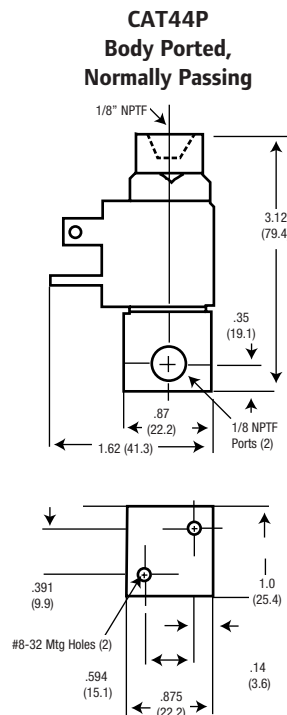 CAT44P
Body Ported,
Normally Passing
1/8" NPTF
3.12
(79.4
.35
(19.1)
.87
(22.2)
1/8 NPTF
Ports (2)
1.62 (41.3)
.391
(9.9)
1.0
(25.4)
#8-32 Mtg Holes (2)
.594
(15.1)
.14
(3.6)
.875
(22.2)